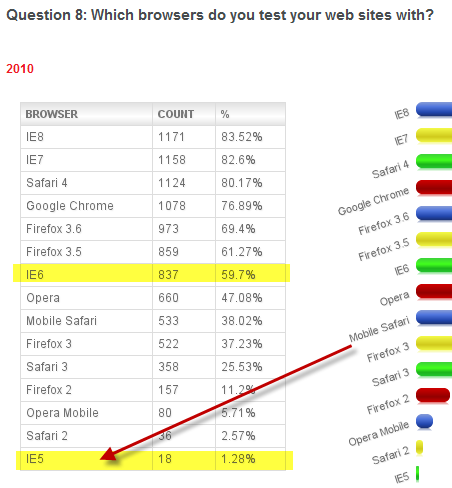 Question 8: Which browsers do you test your web sites with?
2010
BROWSER COUNT %
IE8 1171 83.52%
IE7 1158 82.6%
Safari 4 1124 80.17%
Google Chrome 1078 76.89%
Firefox 3.6 973 69.4%
Firefox 3.5 859 61.27%
IE6 837 59.7%
Opera 660 47.08%
Mobile Safari 533 38.02%
Firefox 3 522 37.23%
Safari 3 358 25.53%
Firefox 2 157 11.2%
Opera Mobile 80 5.71%
Safari 2 36 2.57%
IE5 18 1.28%
IE8
IE7
Safari 4
Google Chrome
Firefox 3.6
Firefox 3.5
IE6
Opera
Mobile Safari
Firefox 3
Safari 3
Firefox 2
Opera Mobile
Safari 2
IE5